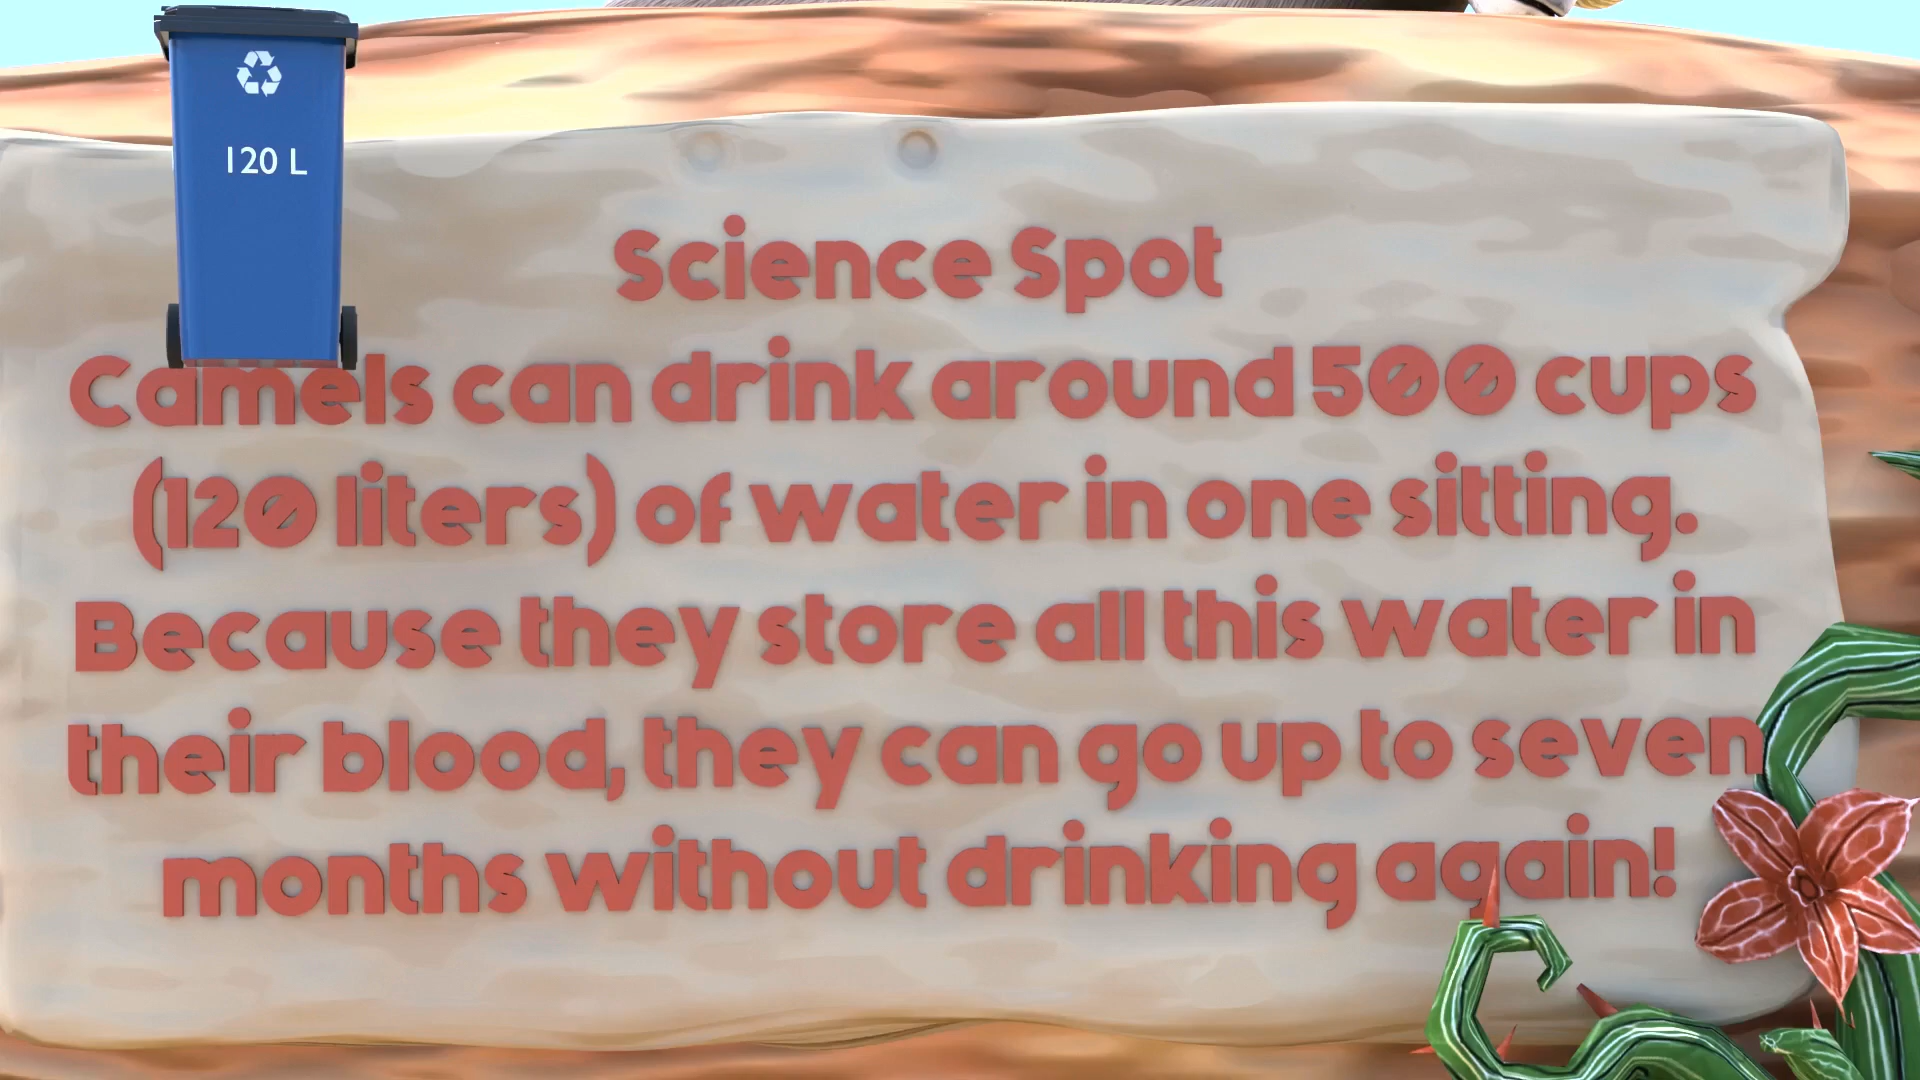 120 L
Science Spot
Camels can drink around 500 cups
(120 liters) of water in one sitting.
Because they store all this water in
their blood, they can go up to seven
months without drinking again!